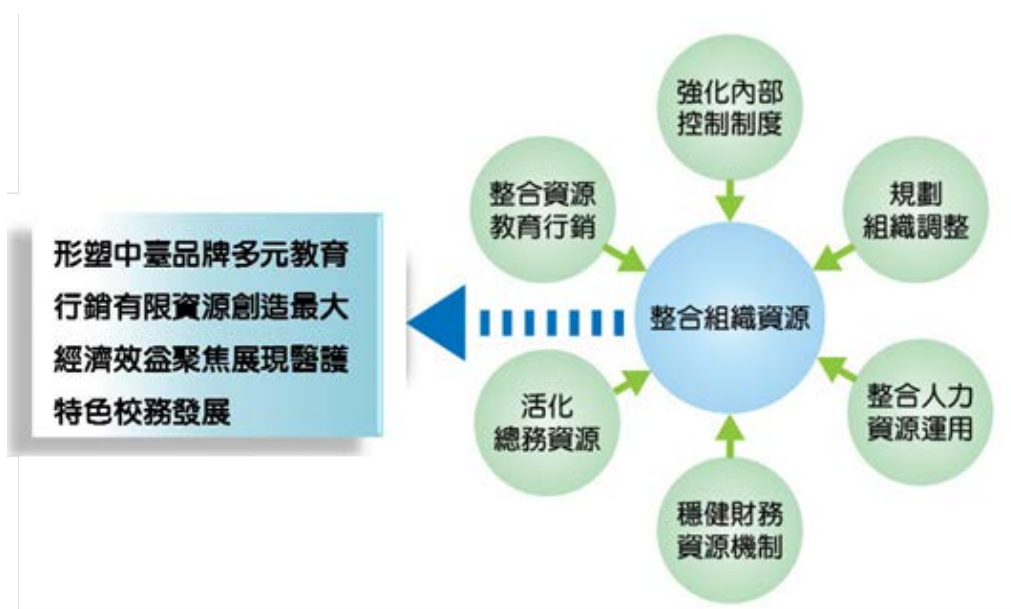 強化內部
控制制度
整合資源
教育行銷
規劃
組織調整
形塑中臺品牌多元教育
行銷有限資源創造最大
經濟效益聚焦展現醫護
特色校務發展
整合組織資源
活化
總務資源
整合人力
資源運用
穩健財務
資源機制